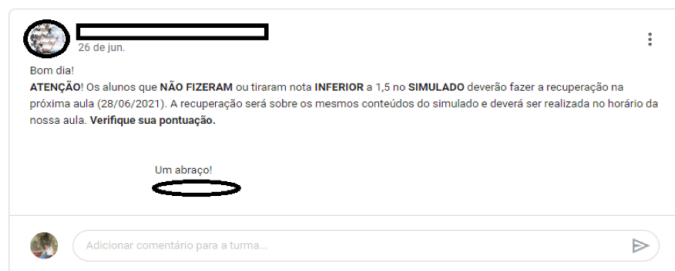 26 de jun.
Bom dia!
ATENÇÃO! Os alunos que NÃO FIZERAM ou tiraram nota INFERIOR a 1,5 no SIMULADO deverão fazer a recuperação na
próxima aula (28/06/2021). A recuperação será sobre os mesmos conteúdos do simulado e deverá ser realizada no horário da
nossa aula. Verifique sua pontuação.
Um abraço!
Adicionar comentário para a turma...